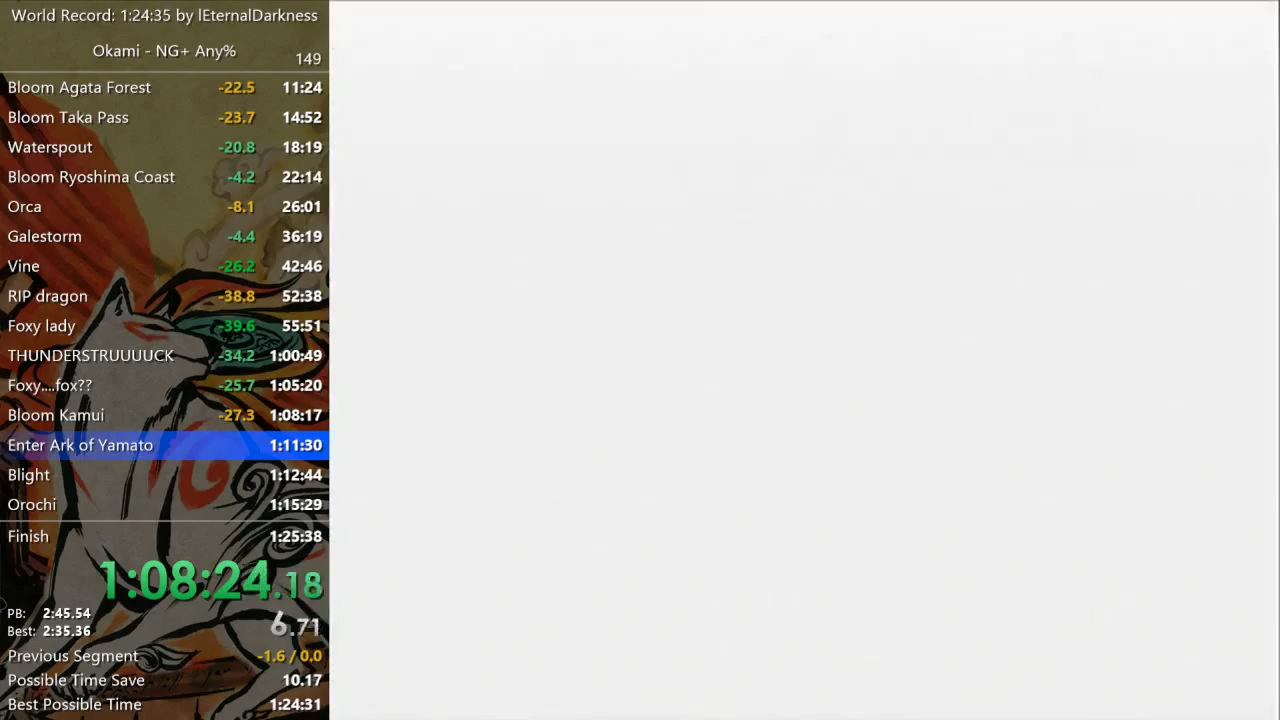 World Record: 1:24:35 by lEternalDarkness
Okami - NG+ Any%
149
Bloom Agata Forest -22.5 11:24
Bloom Taka Pass -23.7 14:52
Waterspout -20.8 18:19
Bloom Ryoshima Coast -4.2 22:14
Orca -8.1 26:01
Galestorm -4.4 36:19
Vine -26.2 42:46
RIP dragon -38.8 52:38
Foxy lady -39.6 55:51
THUNDERSTRUUUUCK -34.2 1:00:49
Foxy....fox?? -25.7 1:05:20
Bloom Kamui -27.3 1:08:17
Enter Ark of Yamato 1:11:30
Blight 1:12:44
Orochi 1:15:29
Finish 1:25:38
1:08:24.18
PB: 2:45.54
Best: 2:35.36
6.71
Previous Segment -1.6 / 0.0
Possible Time Save 10.17
Best Possible Time 1:24:31